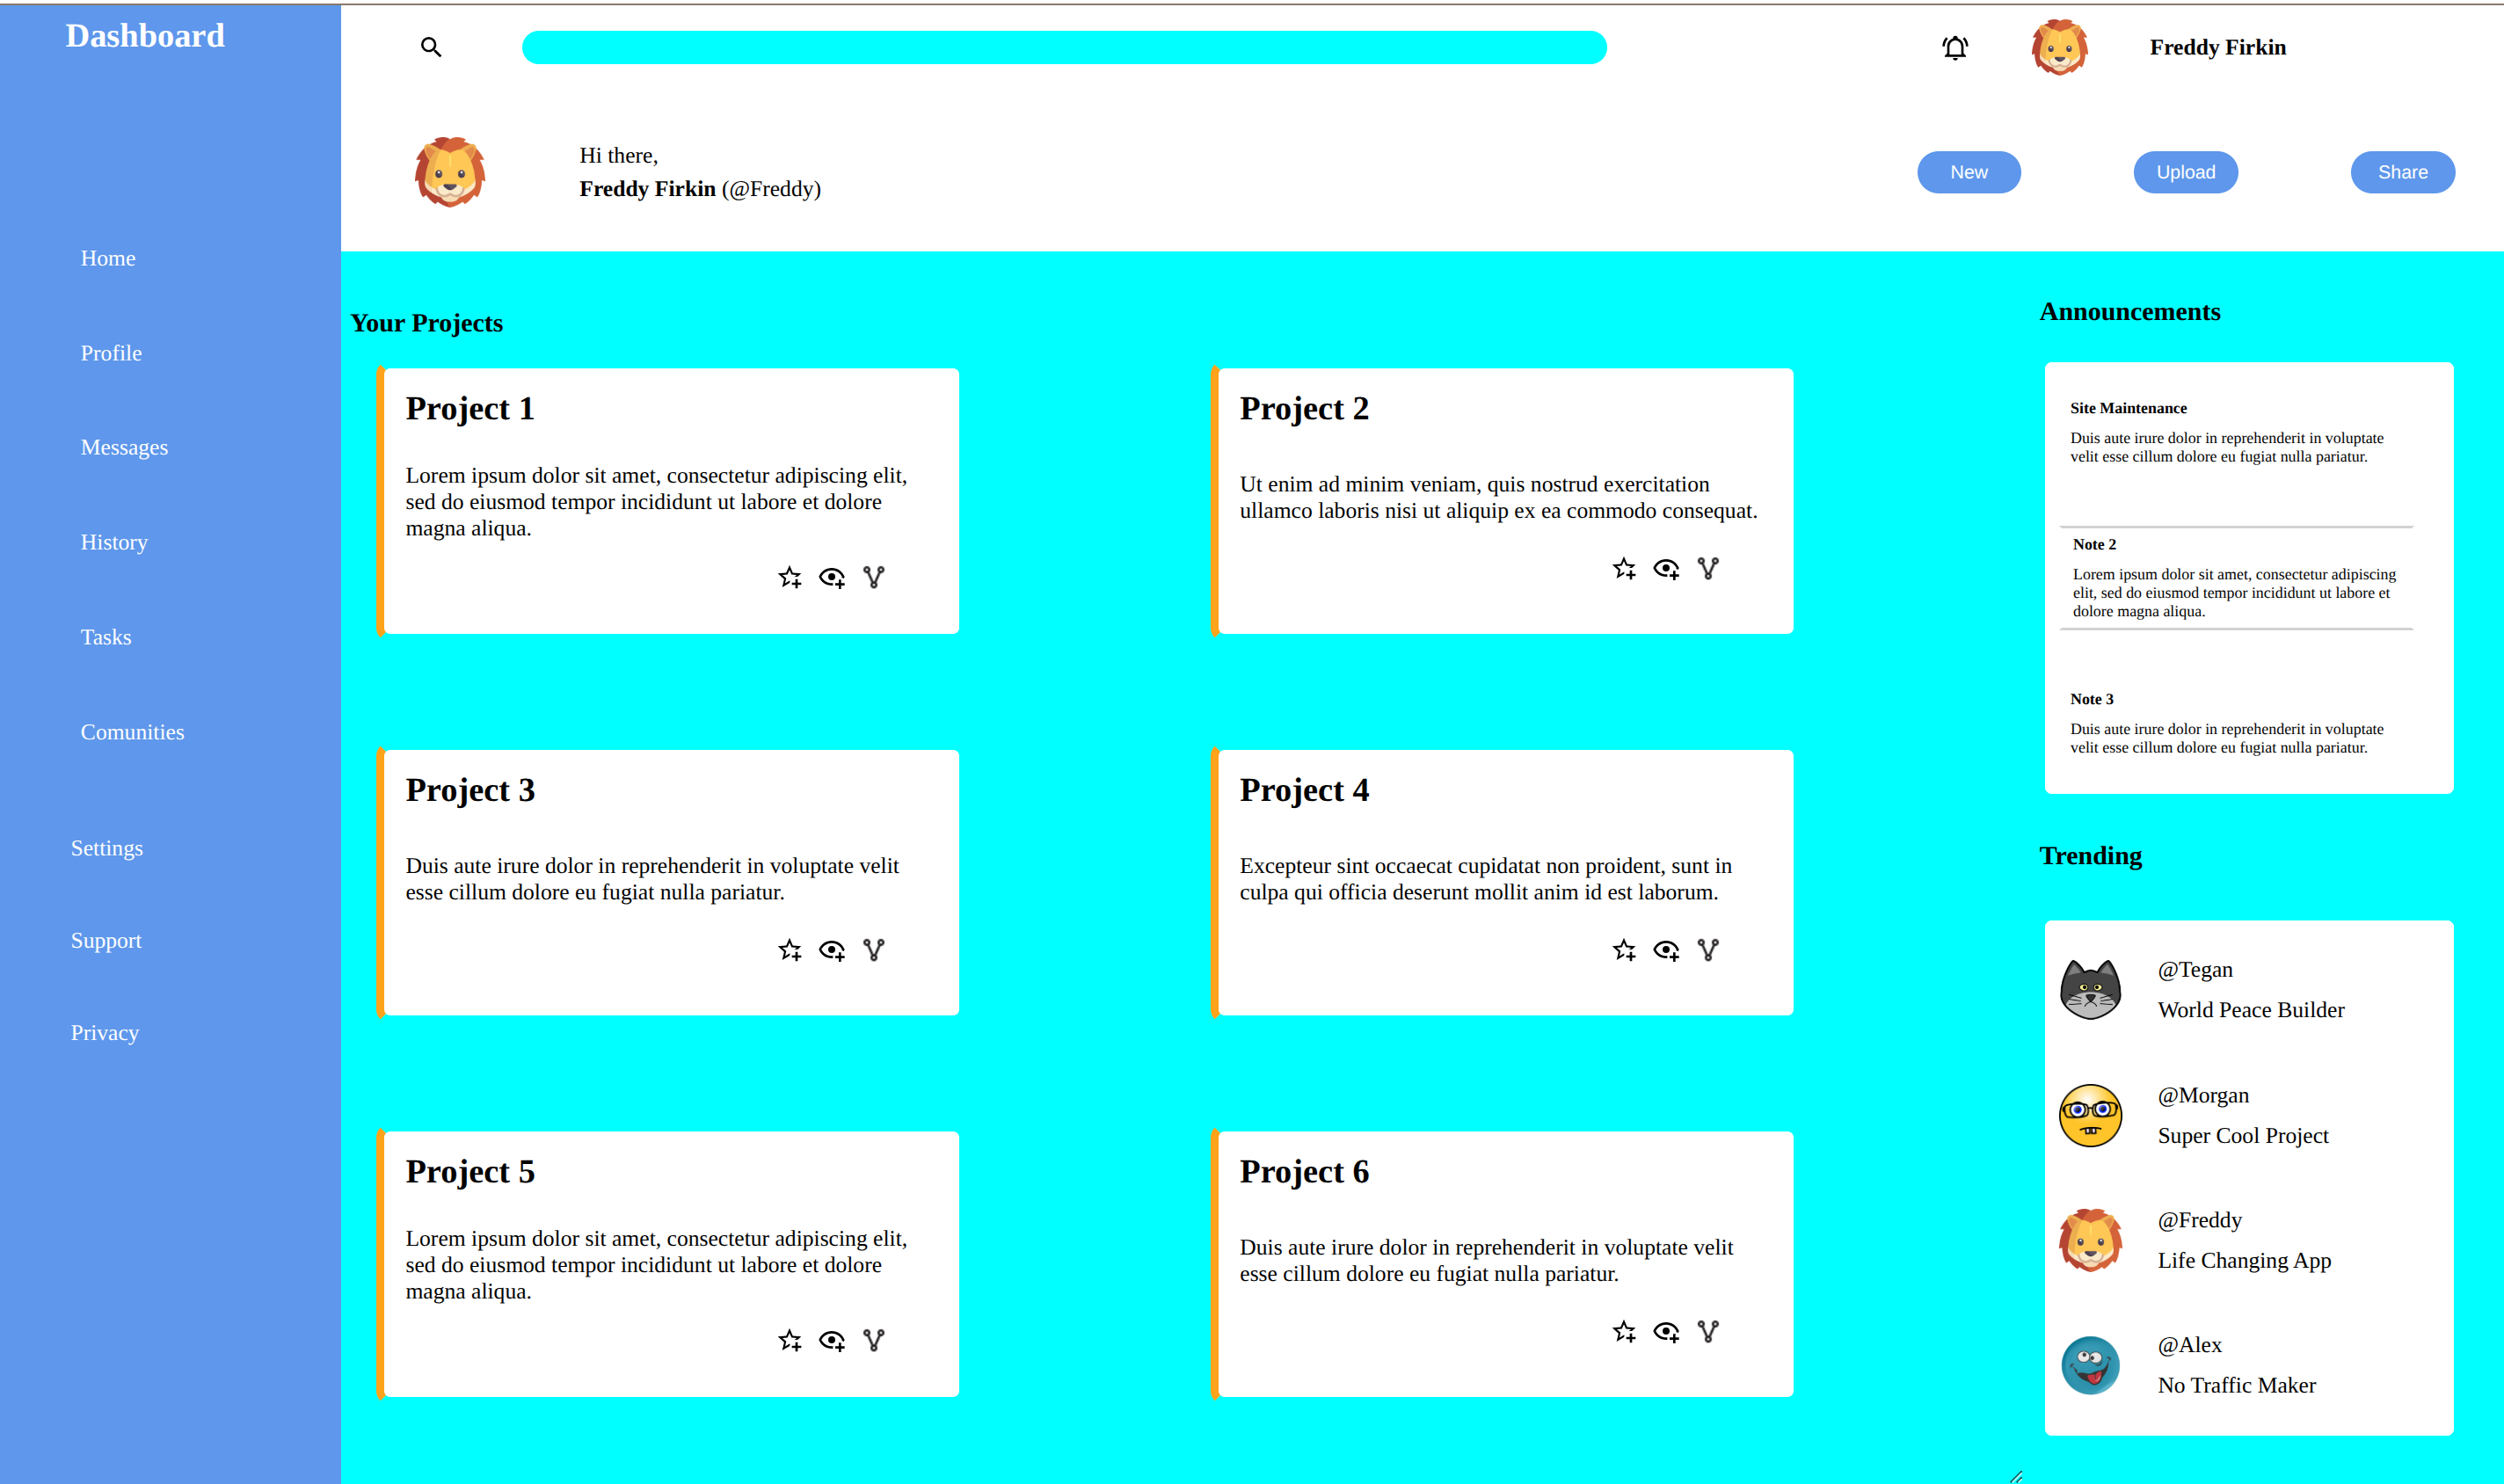 Dashboard
Home
Profile
Messages
History
Tasks
Comunities
Settings
Support
Privacy
Freddy Firkin
Hi there,
Freddy Firkin (@Freddy)
New
Upload
Share
Your Projects
Project 1
Lorem ipsum dolor sit amet, consectetur adipiscing elit,
sed do eiusmod tempor incididunt ut labore et dolore
magna aliqua.
Project 2
Ut enim ad minim veniam, quis nostrud exercitation
ullamco laboris nisi ut aliquip ex ea commodo consequat.
Project 3
Duis aute irure dolor in reprehenderit in voluptate velit
esse cillum dolore eu fugiat nulla pariatur.
Project 4
Excepteur sint occaecat cupidatat non proident, sunt in
culpa qui officia deserunt mollit anim id est laborum.
Project 5
Lorem ipsum dolor sit amet, consectetur adipiscing elit,
sed do eiusmod tempor incididunt ut labore et dolore
magna aliqua.
Project 6
Duis aute irure dolor in reprehenderit in voluptate velit
esse cillum dolore eu fugiat nulla pariatur.
Announcements
Site Maintenance
Duis aute irure dolor in reprehenderit in voluptate
velit esse cillum dolore eu fugiat nulla pariatur.
Note 2
Lorem ipsum dolor sit amet, consectetur adipiscing
elit, sed do eiusmod tempor incididunt ut labore et
dolore magna aliqua.
Note 3
Duis aute irure dolor in reprehenderit in voluptate
velit esse cillum dolore eu fugiat nulla pariatur.
Trending
@Tegan
World Peace Builder
@Morgan
Super Cool Project
@Freddy
Life Changing App
@Alex
No Traffic Maker